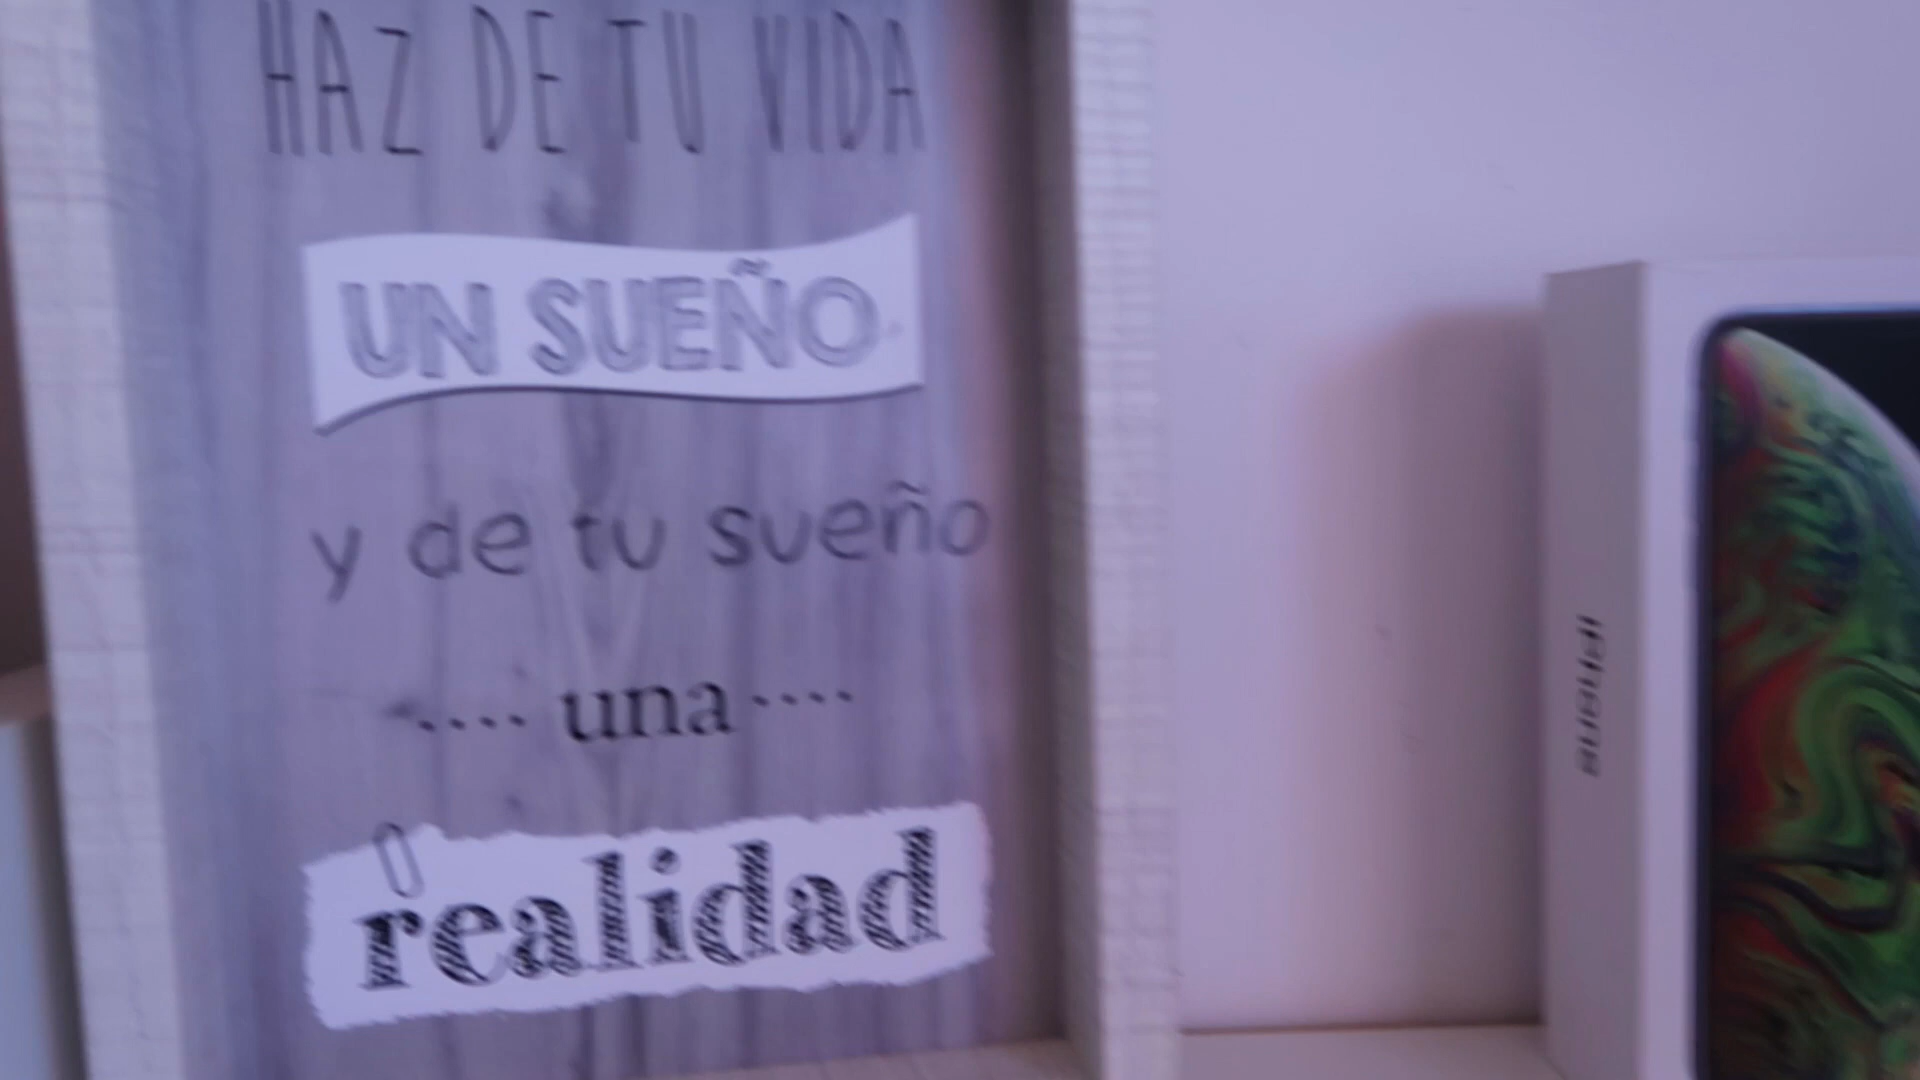 HAZ DE TU VIDA
UN SUEÑO
y de tu sueño
una
realidad
iPhone